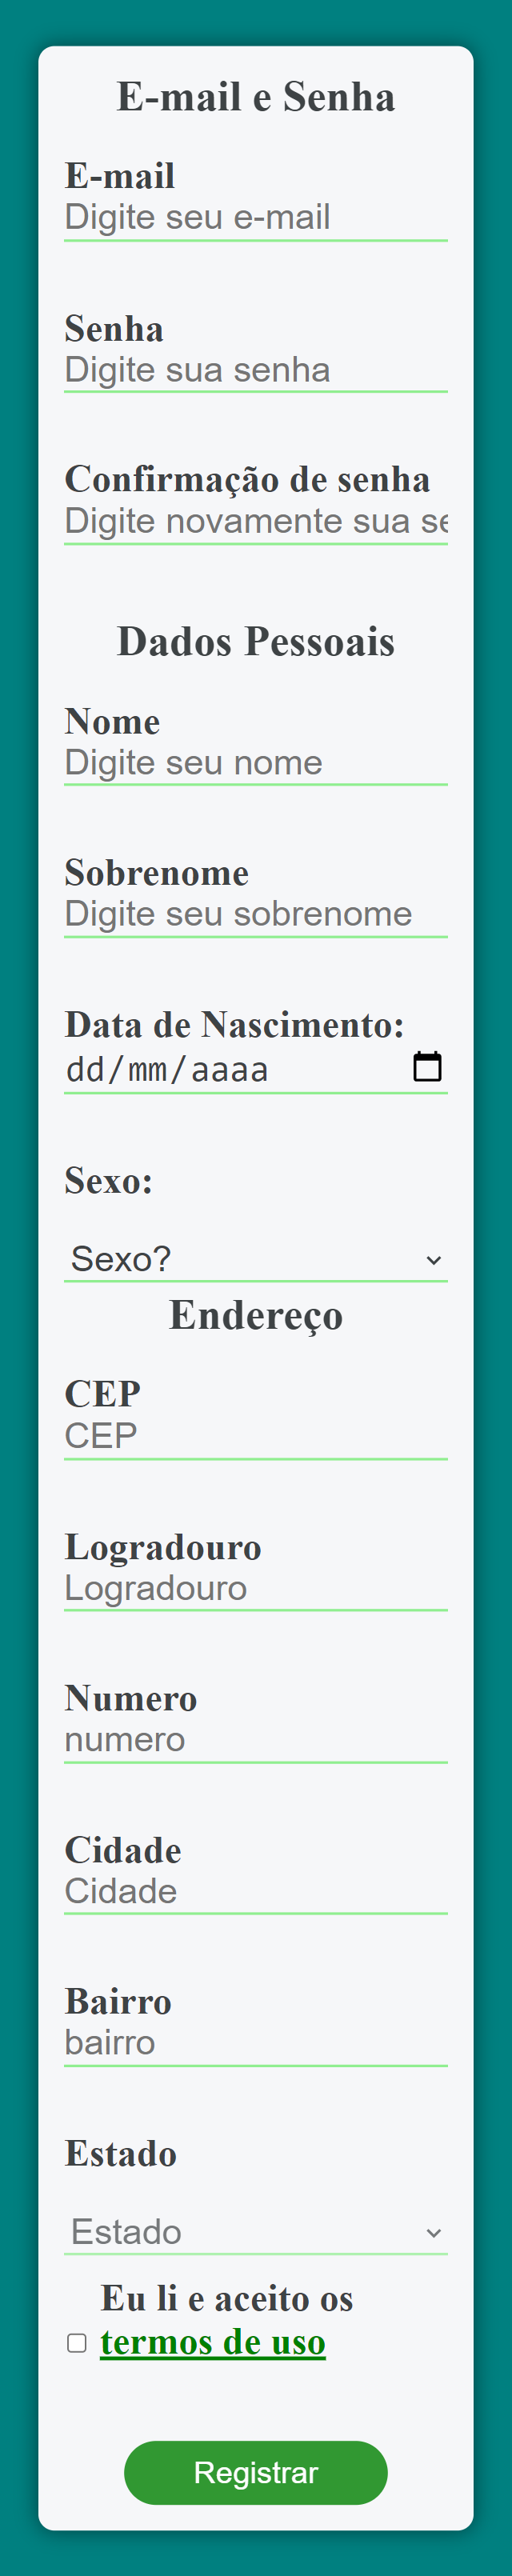 E-mail e Senha
E-mail
Digite seu e-mail
Senha
Digite sua senha
Confirmação de senha
Digite novamente sua se
Dados Pessoais
Nome
Digite seu nome
Sobrenome
Digite seu sobrenome
Data de Nascimento:
dd/mm/aaaa
Sexo:
Sexo?
Endereço
CEP
CEP
Logradouro
Logradouro
Numero
numero
Cidade
Cidade
Bairro
bairro
Estado
Estado
Eu li e aceito os
termos de uso
Registrar